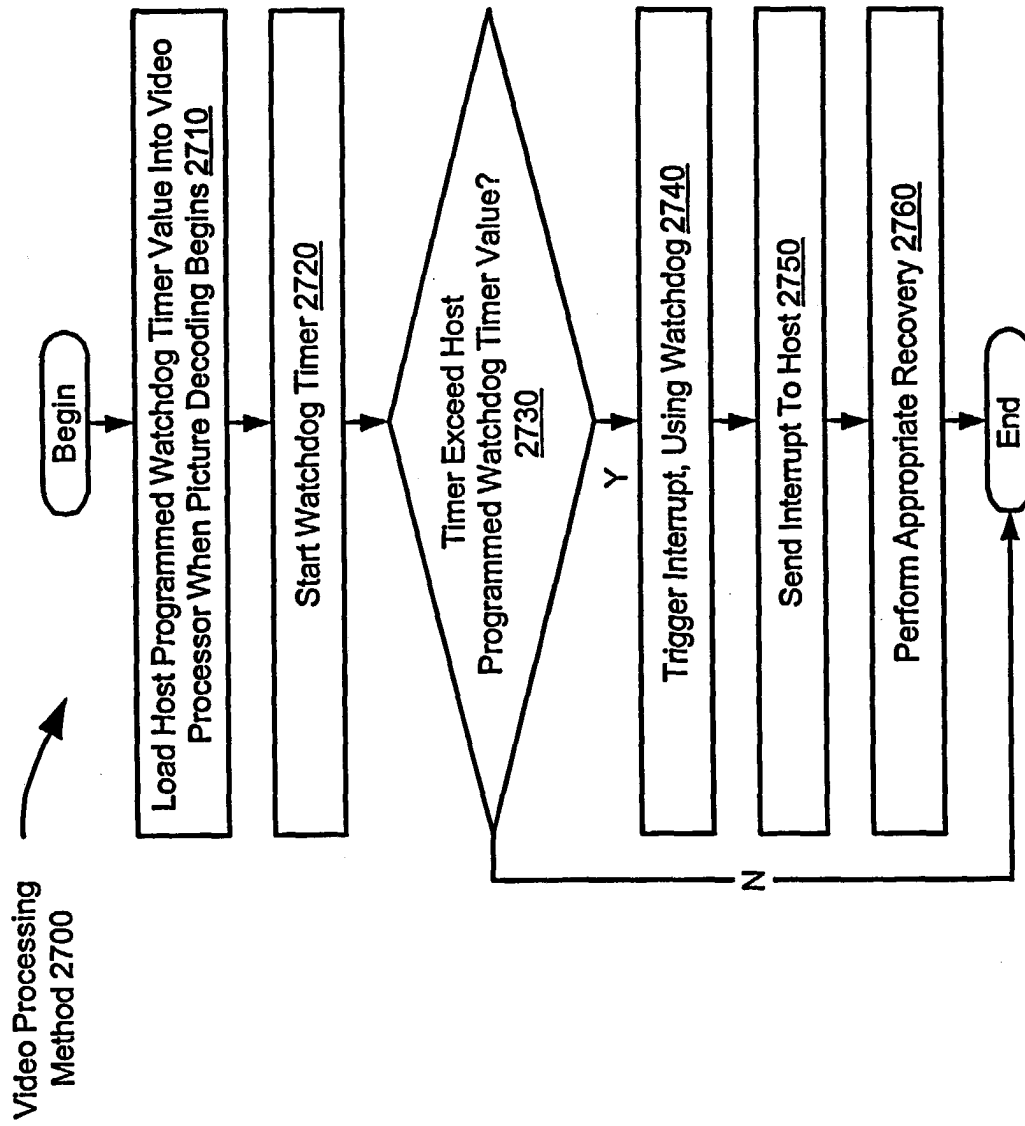 Video Processing
Method 2700
Begin
Load Host Programmed Watchdog Timer Value Into Video
Processor When Picture Decoding Begins 2710
Start Watchdog Timer 2720
Timer Exceed Host
Programmed Watchdog Timer Value?
2730
Y
N
Trigger Interrupt, Using Watchdog 2740
Send Interrupt To Host 2750
Perform Appropriate Recovery 2760
End